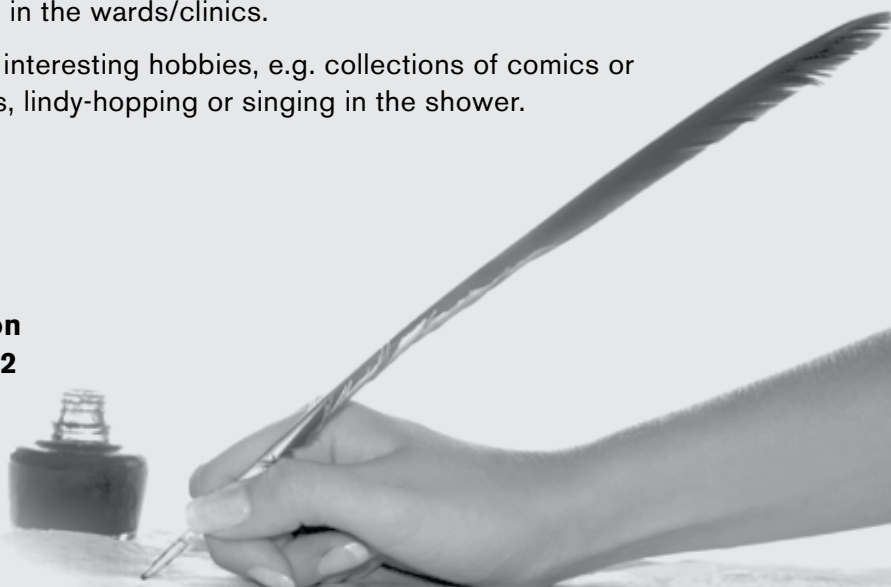 in the wards/clinics.
interesting hobbies, e.g. collections of comics or
s, lindy-hopping or singing in the shower.
on
2